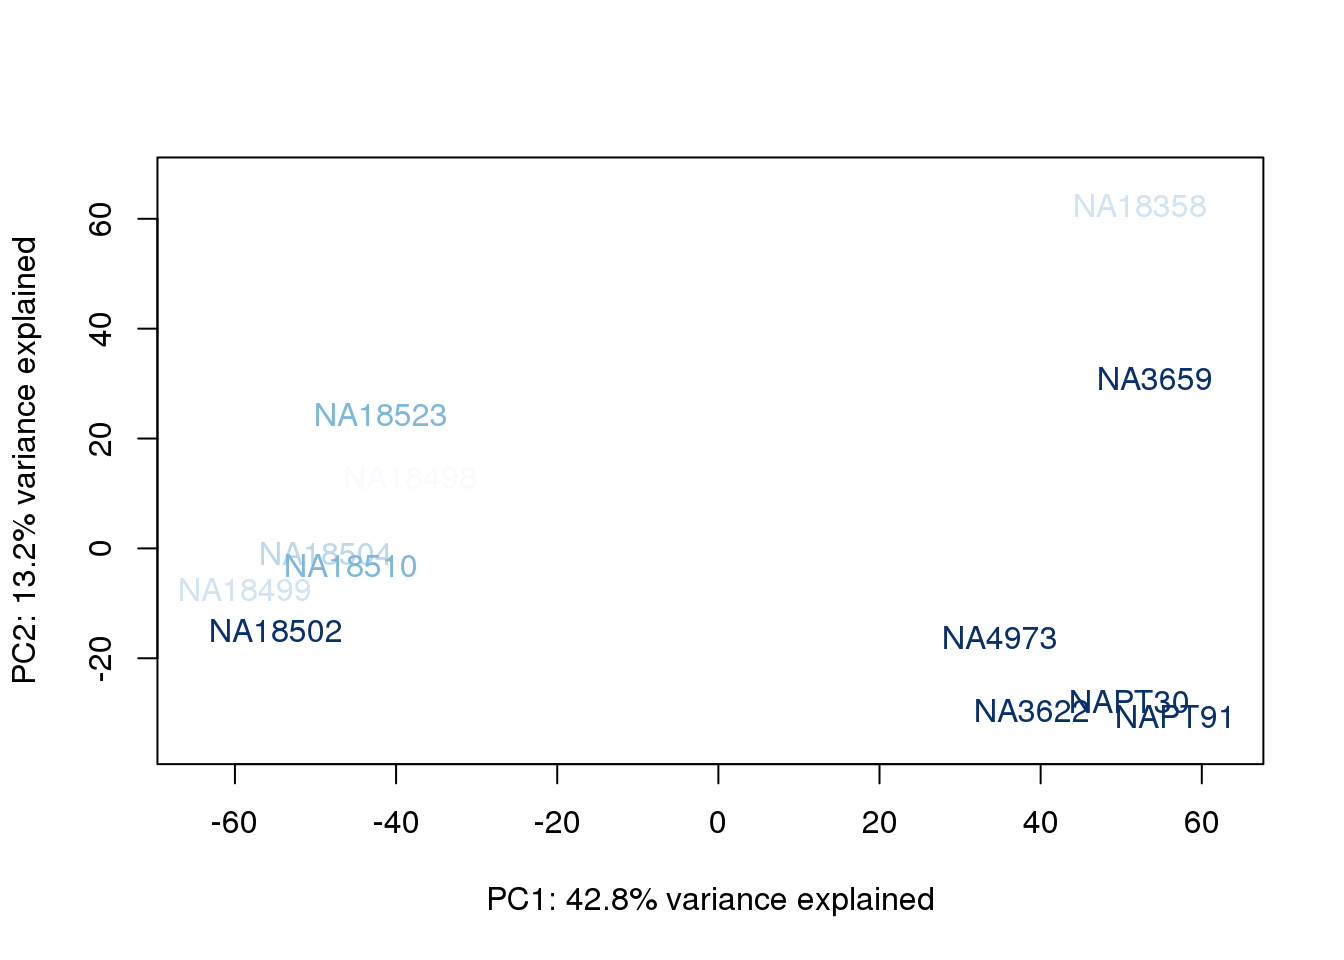 NA18358
NA3659
NA18523
NA18498
NA18504
NA18510
NA18499
NA18502
NA4973
NAPT30
NA3622
NAPT91
60
40
20
0
-20
PC2: 13.2% variance explained
-60 -40 -20 0 20 40 60
PC1: 42.8% variance explained